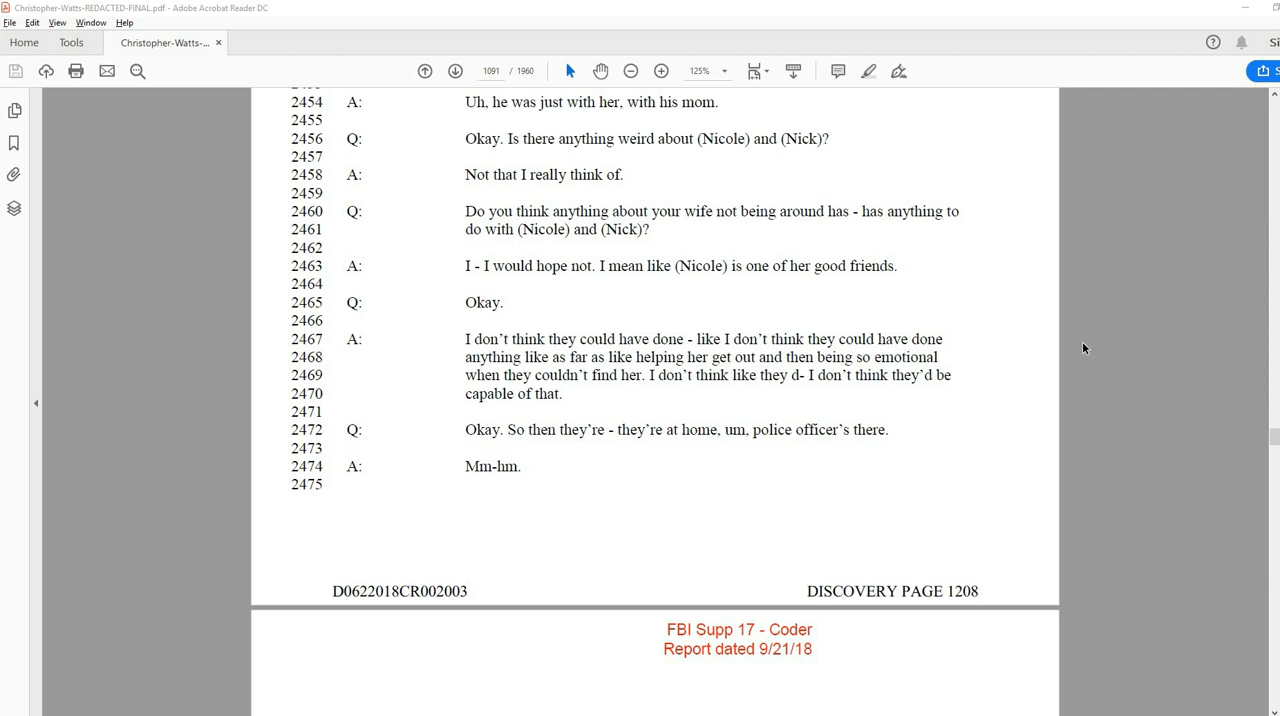 Christopher-Watts-REDACTED-FINAL.pdf - Adobe Acrobat Reader DC
File Edit View Window Help
Home Tools Christopher-Watts-... ×
1091 / 1960 125%
2454 A: Uh, he was just with her, with his mom.
2455
2456 Q: Okay. Is there anything weird about (Nicole) and (Nick)?
2457
2458 A: Not that I really think of.
2459
2460 Q: Do you think anything about your wife not being around has - has anything to
2461 do with (Nicole) and (Nick)?
2462
2463 A: I - I would hope not. I mean like (Nicole) is one of her good friends.
2464
2465 Q: Okay.
2466
2467 A: I don't think they could have done - like I don't think they could have done
2468 anything like as far as like helping her get out and then being so emotional
2469 when they couldn't find her. I don't think like they d- I don't think they'd be
2470 capable of that.
2471
2472 Q: Okay. So then they're - they're at home, um, police officer's there.
2473
2474 A: Mm-hm.
2475
D0622018CR002003 DISCOVERY PAGE 1208
FBI Supp 17 - Coder
Report dated 9/21/18